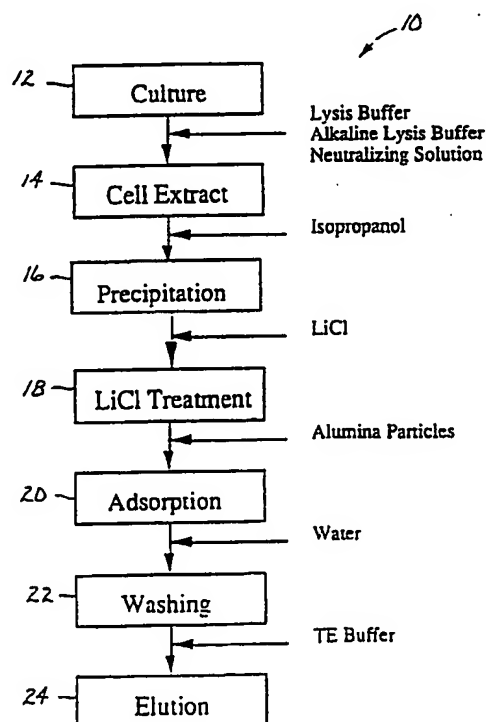 10
12
Culture
Lysis Buffer
Alkaline Lysis Buffer
Neutralizing Solution
14
Cell Extract
Isopropanol
16
Precipitation
LiCl
18
LiCl Treatment
Alumina Particles
20
Adsorption
Water
22
Washing
TE Buffer
24
Elution